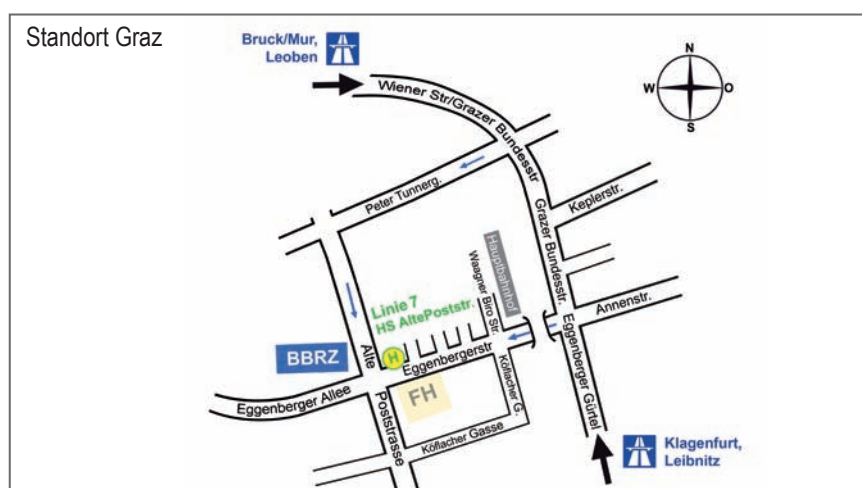 Standort Graz
Bruck/Mur,
Leoben
N
W
O
S
Wiener Str/Grazer Bundesstr
Peter Tunnerg.
Keplerstr.
Grazer Bundesstr.
Hauptbahnhof
Waagner Biro Str.
Linie 7
HS AltePoststr.
Annenstr.
H
BBRZ
Alte
Poststrasse
Eggenbergerstr
Eggenberger Allee
FH
Köflacher G.
Köflacher Gasse
Eggenberger Gürtel
Klagenfurt,
Leibnitz